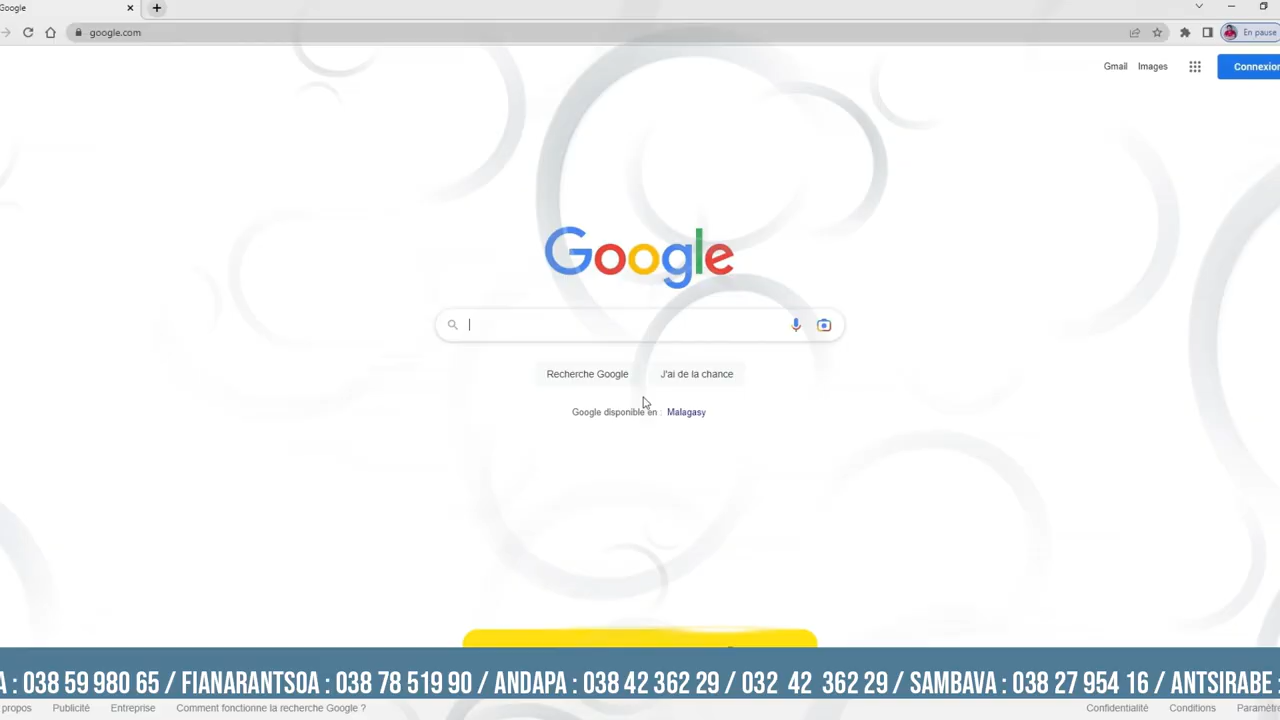 Google
google.com
En pause
Gmail Images Connexion
Google
Recherche Google J'ai de la chance
Google disponible en : Malagasy
A : 038 59 980 65 / FIANARANTSOA : 038 78 519 90 / ANDAPA : 038 42 362 29 / 032 42 362 29 / SAMBAVA : 038 27 954 16 / ANTSIRABE :
propos Publicité Entreprise Comment fonctionne la recherche Google ? Confidentialité Conditions Paramètre